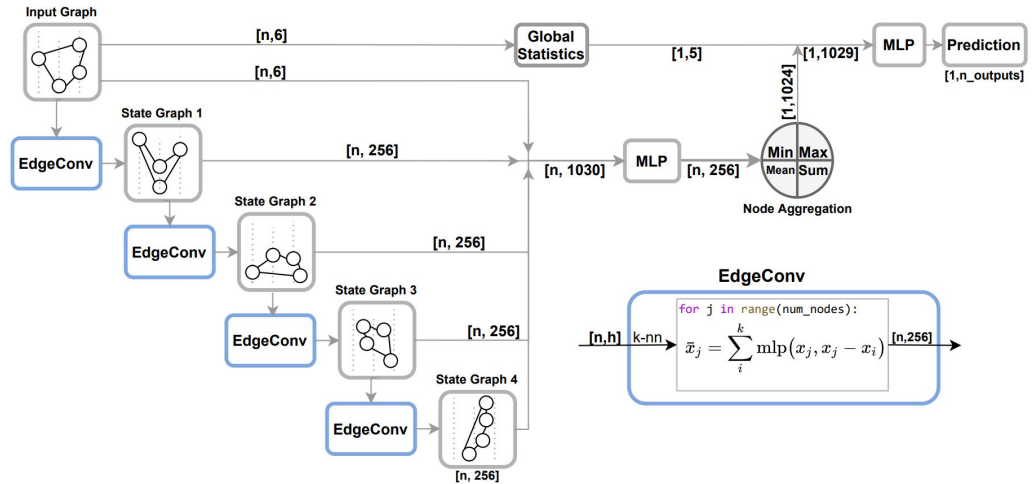 Input Graph
[n,6]
Global
Statistics
[1,5]
[1,1029]
MLP
Prediction
[1,n_outputs]
[n,6]
[1,1024]
State Graph 1
EdgeConv
[n, 256]
[n, 1030]
MLP
[n, 256]
Min
Max
Mean
Sum
Node Aggregation
State Graph 2
EdgeConv
[n, 256]
State Graph 3
EdgeConv
[n, 256]
State Graph 4
EdgeConv
[n, 256]
EdgeConv
[n,h]
k-nn
for j in range(num_nodes):
x̄_j = ∑_i^k mlp(x_j, x_j − x_i)
[n,256]